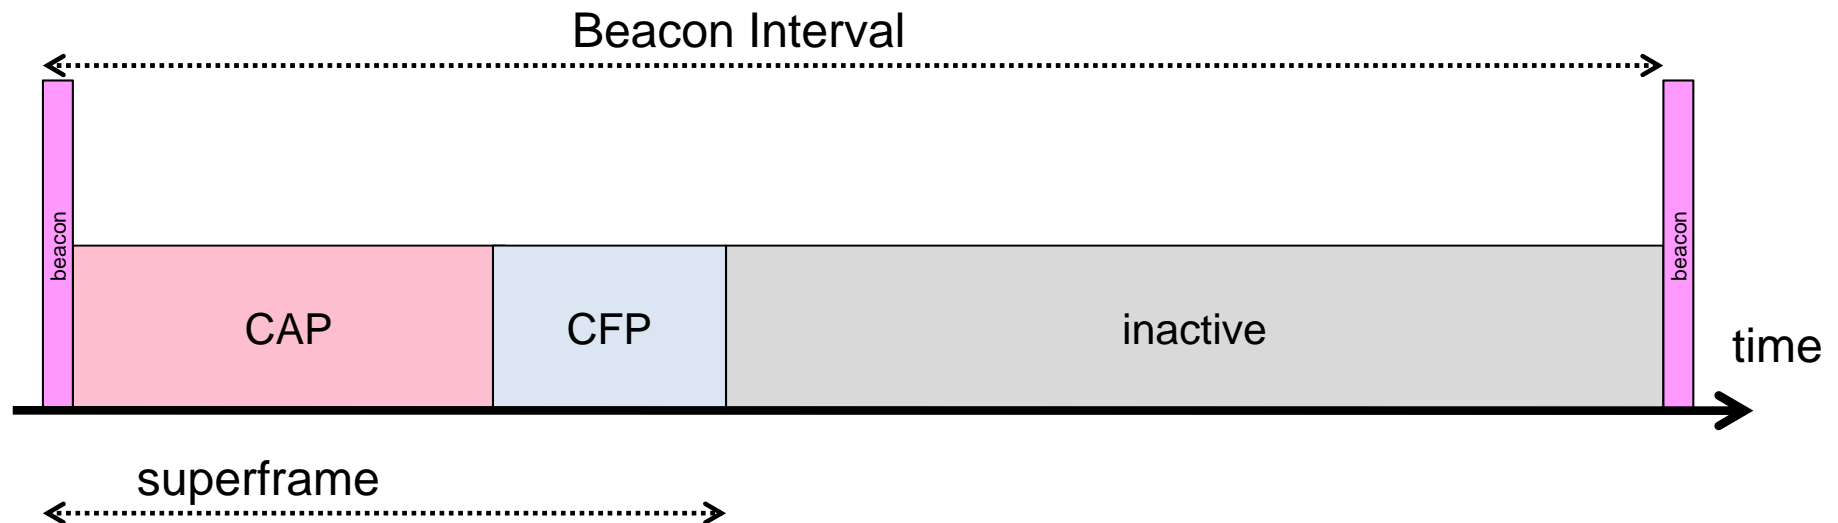 Beacon Interval
beacon
beacon
CAP
CFP
inactive
time
superframe